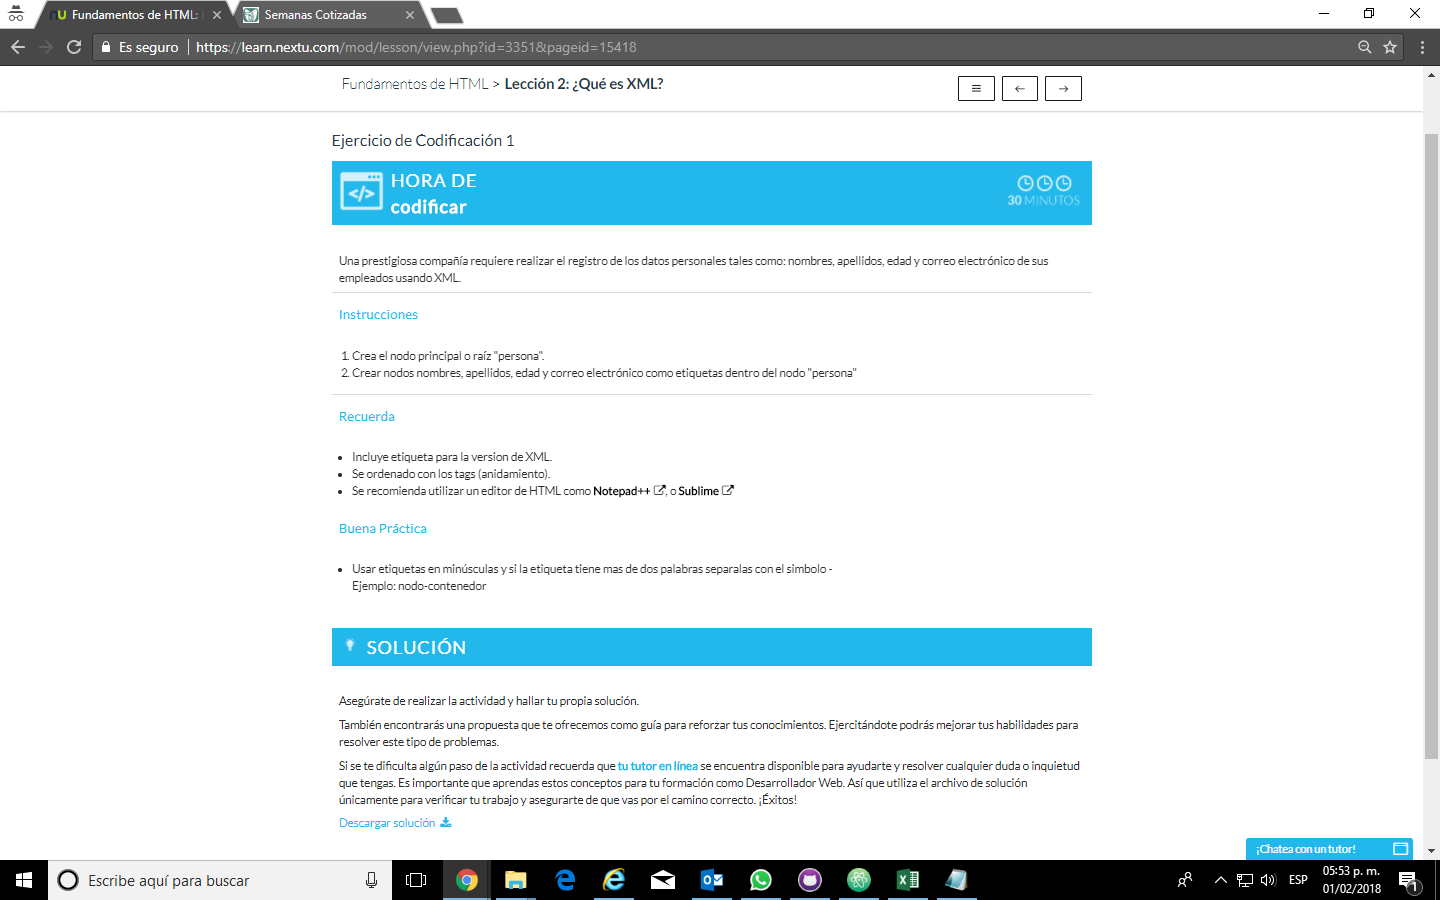 Fundamentos de HTML:
Semanas Cotizadas
Es seguro
https://learn.nextu.com/mod/lesson/view.php?id=3351&pageid=15418
Fundamentos de HTML > Lección 2: ¿Qué es XML?
Ejercicio de Codificación 1
HORA DE
codificar
30 MINUTOS
Una prestigiosa compañía requiere realizar el registro de los datos personales tales como: nombres, apellidos, edad y correo electrónico de sus
empleados usando XML.
Instrucciones
1. Crea el nodo principal o raíz "persona".
2. Crear nodos nombres, apellidos, edad y correo electrónico como etiquetas dentro del nodo "persona"
Recuerda
• Incluye etiqueta para la version de XML.
• Se ordenado con los tags (anidamiento).
• Se recomienda utilizar un editor de HTML como Notepad++ , o Sublime
Buena Práctica
• Usar etiquetas en minúsculas y si la etiqueta tiene mas de dos palabras separalas con el simbolo -
Ejemplo: nodo-contenedor
SOLUCIÓN
Asegúrate de realizar la actividad y hallar tu propia solución.
También encontrarás una propuesta que te ofrecemos como guía para reforzar tus conocimientos. Ejercitándote podrás mejorar tus habilidades para
resolver este tipo de problemas.
Si se te dificulta algún paso de la actividad recuerda que tu tutor en línea se encuentra disponible para ayudarte y resolver cualquier duda o inquietud
que tengas. Es importante que aprendas estos conceptos para tu formación como Desarrollador Web. Así que utiliza el archivo de solución
únicamente para verificar tu trabajo y asegurarte de que vas por el camino correcto. ¡Éxitos!
Descargar solución
¡Chatea con un tutor!
Escribe aquí para buscar
ESP
05:53 p. m.
01/02/2018
1